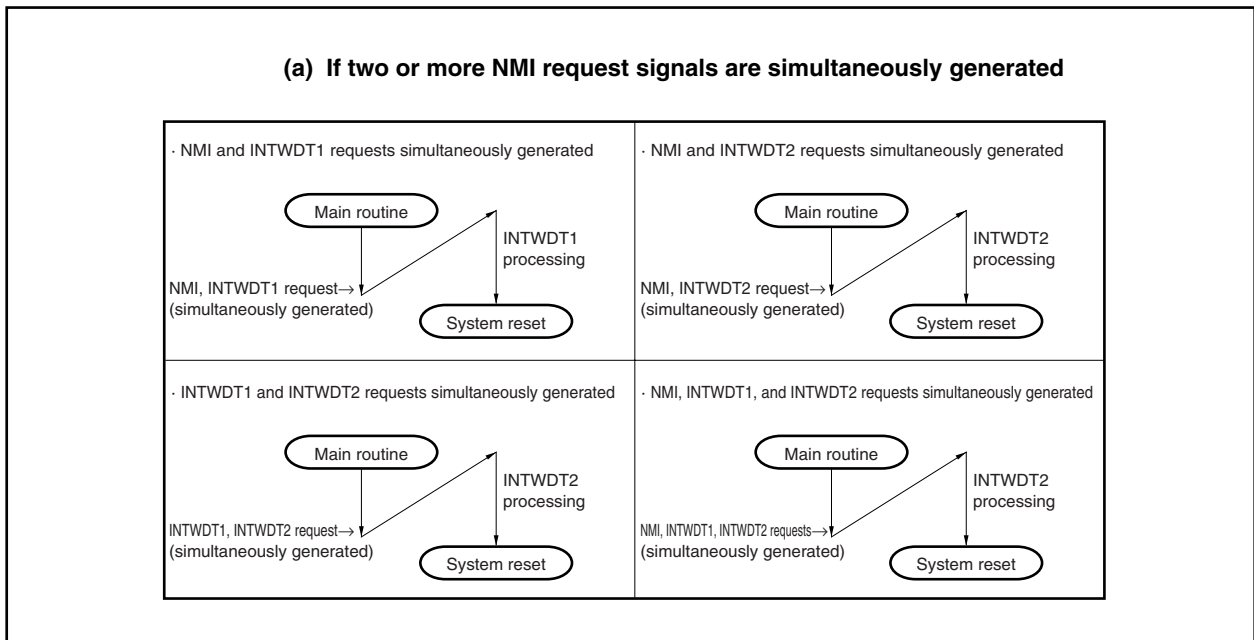 (a) If two or more NMI request signals are simultaneously generated
· NMI and INTWDT1 requests simultaneously generated
Main routine
INTWDT1
processing
NMI, INTWDT1 request→
(simultaneously generated)
System reset
· NMI and INTWDT2 requests simultaneously generated
Main routine
INTWDT2
processing
NMI, INTWDT2 request→
(simultaneously generated)
System reset
· INTWDT1 and INTWDT2 requests simultaneously generated
Main routine
INTWDT2
processing
INTWDT1, INTWDT2 request→
(simultaneously generated)
System reset
· NMI, INTWDT1, and INTWDT2 requests simultaneously generated
Main routine
INTWDT2
processing
NMI, INTWDT1, INTWDT2 requests→
(simultaneously generated)
System reset